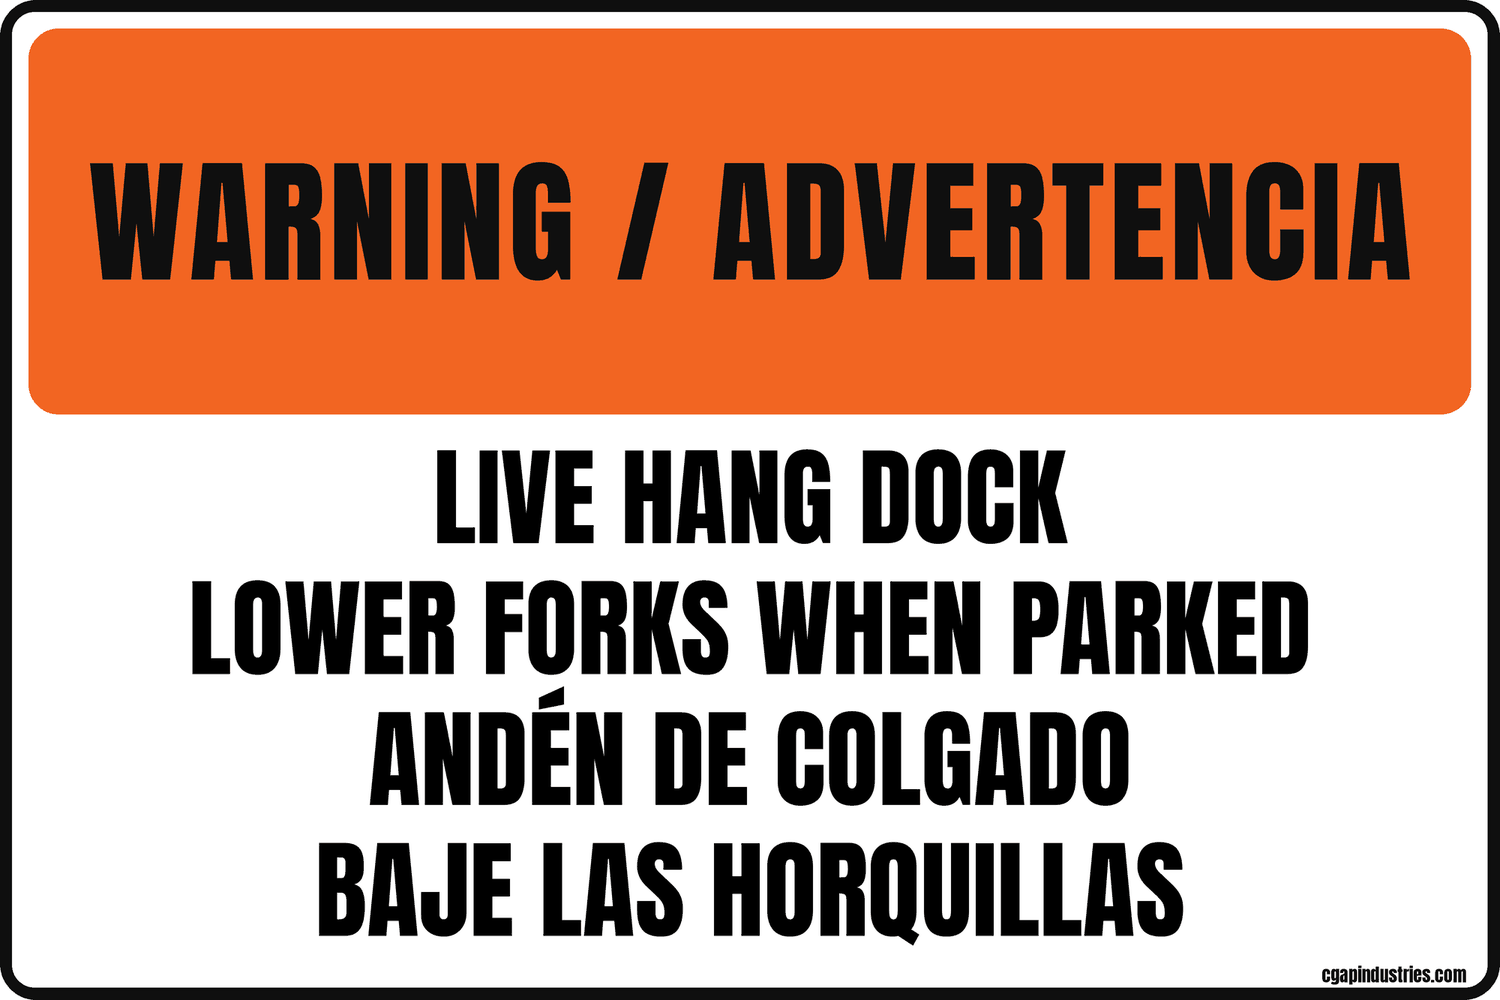 WARNING / ADVERTENCIA
LIVE HANG DOCK
LOWER FORKS WHEN PARKED
ANDÉN DE COLGADO
BAJE LAS HORQUILLAS
cgapindustries.com